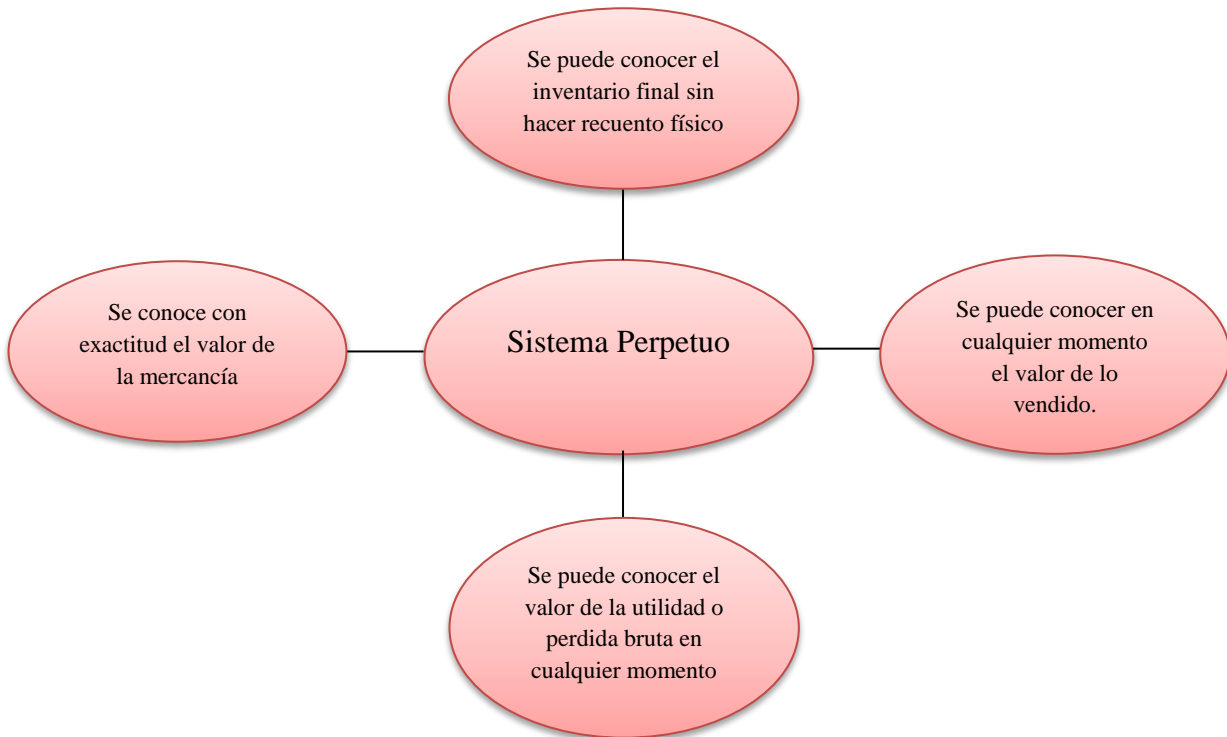 Se puede conocer el
inventario final sin
hacer recuento físico
Se conoce con
exactitud el valor de
la mercancía
Sistema Perpetuo
Se puede conocer en
cualquier momento
el valor de lo
vendido.
Se puede conocer el
valor de la utilidad o
perdida bruta en
cualquier momento